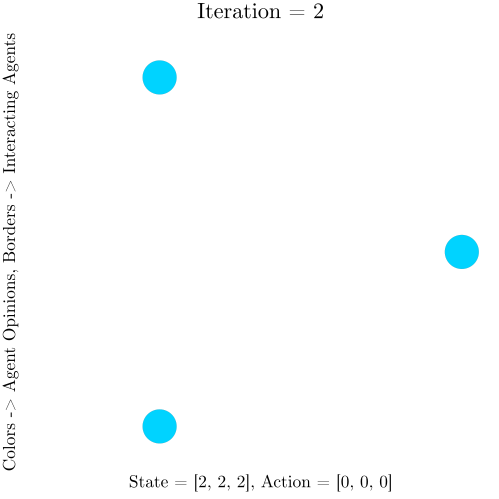 Iteration = 2
Colors -> Agent Opinions, Borders -> Interacting Agents
State = [2, 2, 2], Action = [0, 0, 0]